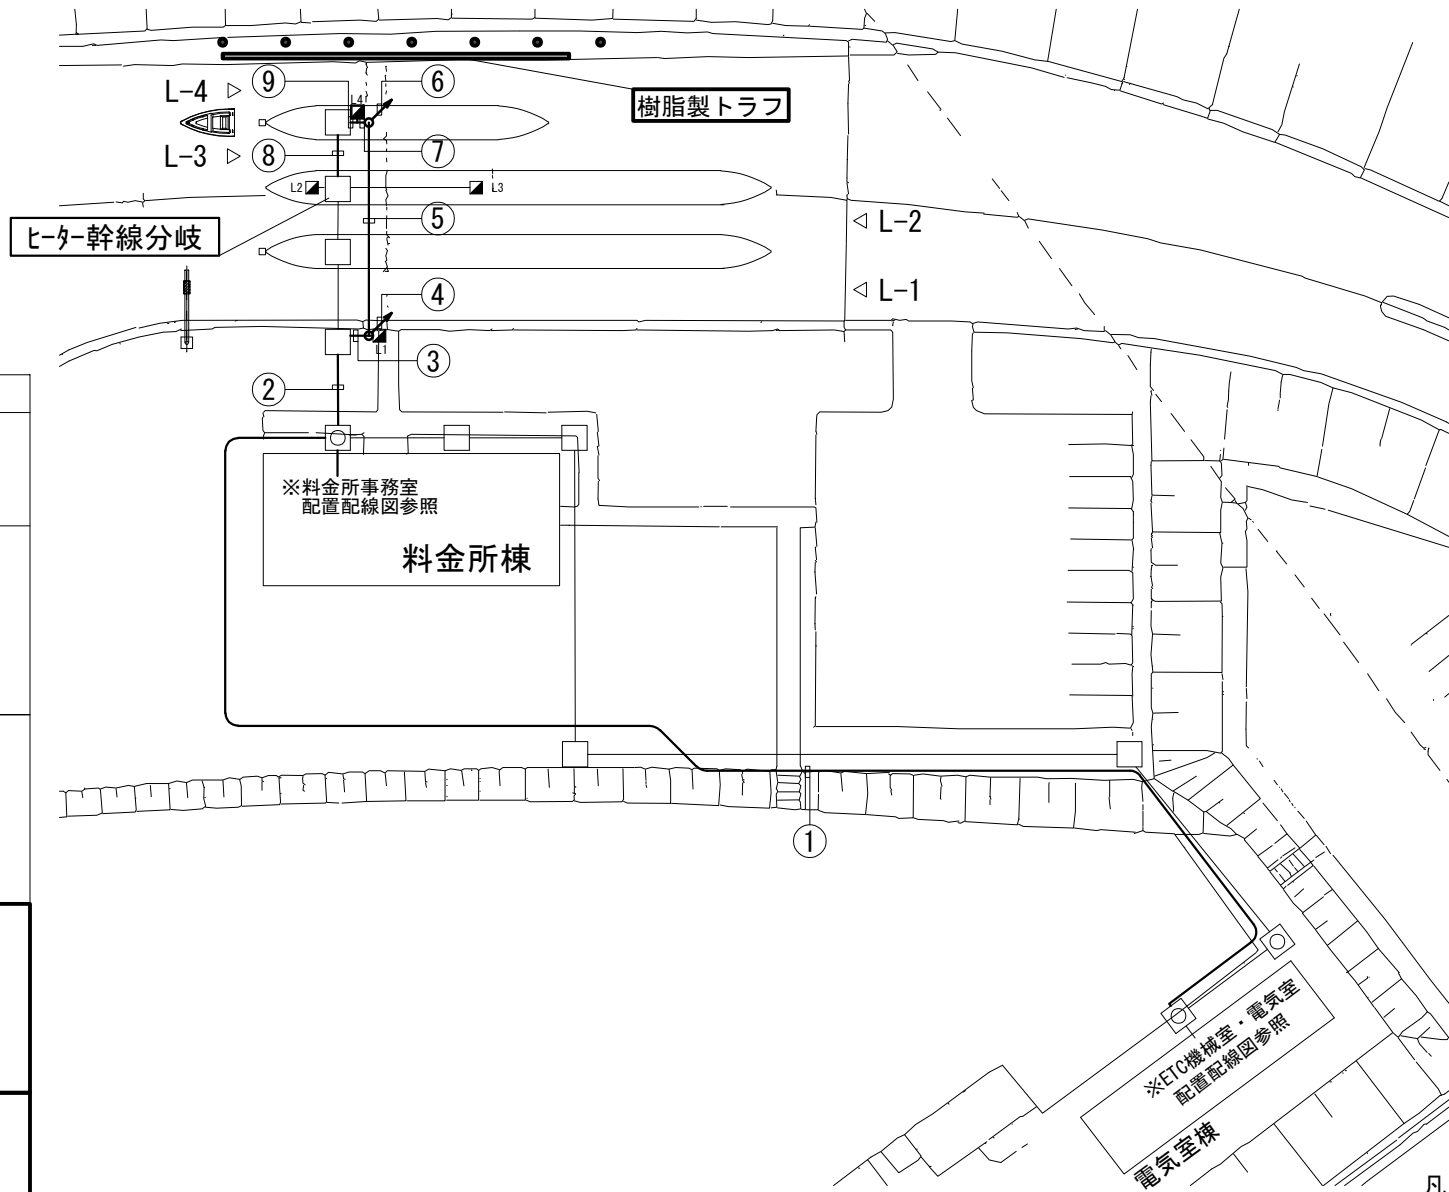 L-4
⑨
⑥
L4
樹脂製トラフ
L-3
⑧
⑦
L2
L3
ﾋｰﾀｰ幹線分岐
⑤
L-2
④
L-1
L1
③
②
※料金所事務室
配置配線図参照
料金所棟
①
※ETC機械室・電気室
配置配線図参照
電気室棟
凡